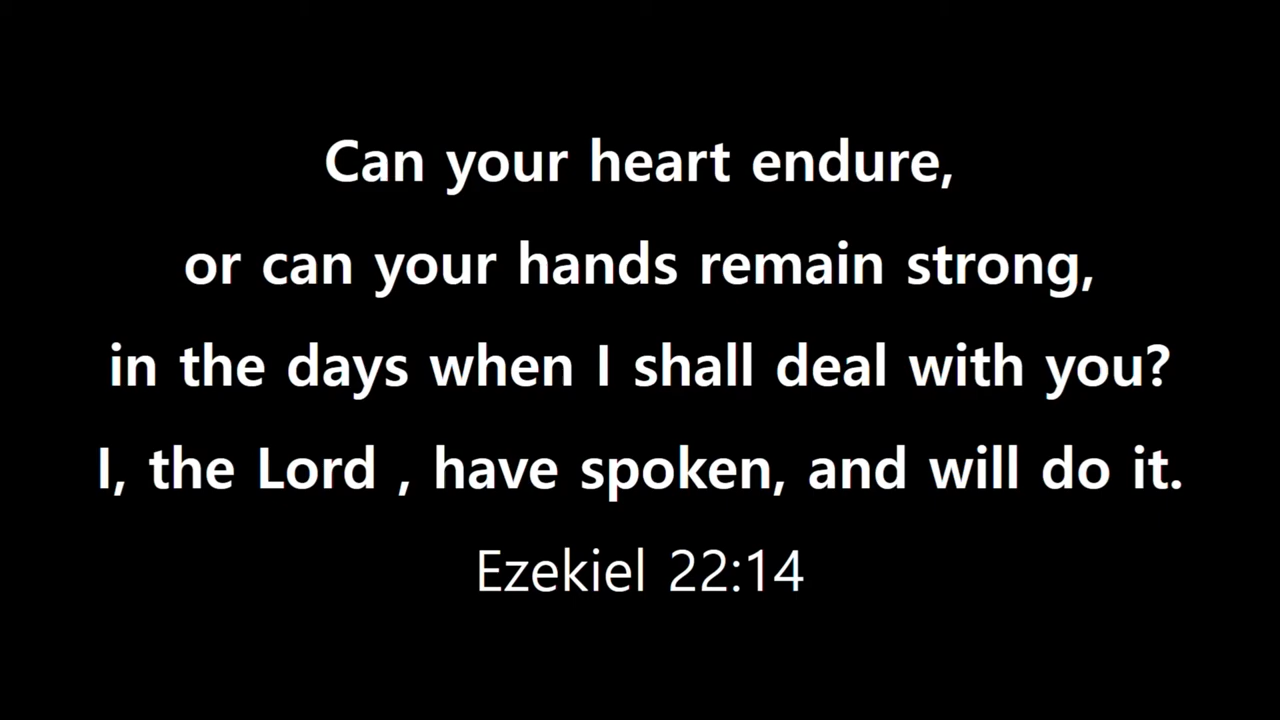 Can your heart endure,
or can your hands remain strong,
in the days when I shall deal with you?
I, the Lord , have spoken, and will do it.
Ezekiel 22:14